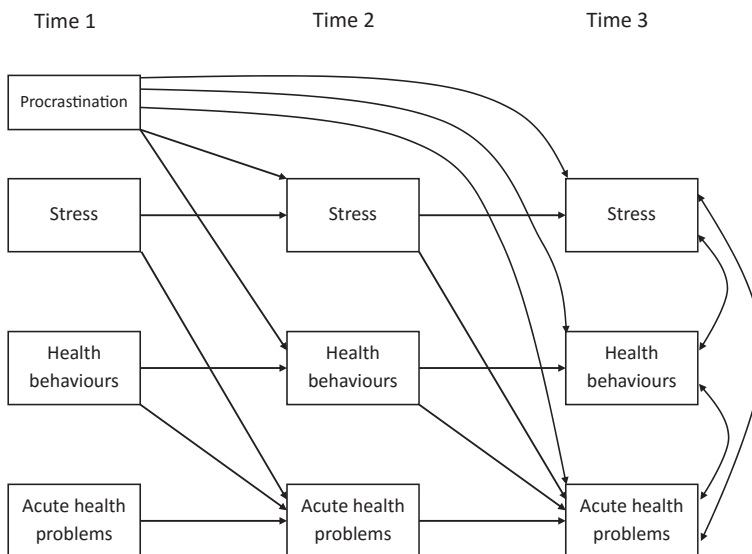 Time 1
Time 2
Time 3
Procrastination
Stress
Stress
Stress
Health
behaviours
Health
behaviours
Health
behaviours
Acute health
problems
Acute health
problems
Acute health
problems